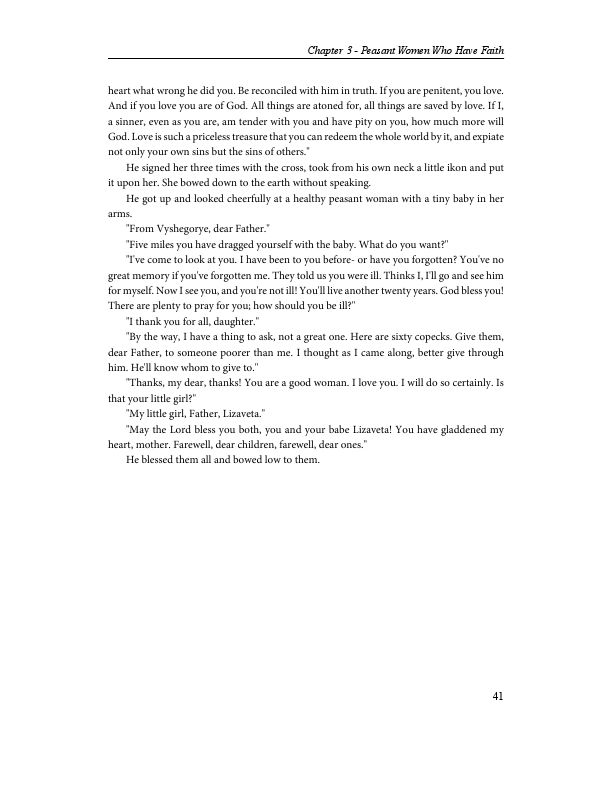 Chapter 3 - Peasant Women Who Have Faith
heart what wrong he did you. Be reconciled with him in truth. If you are penitent, you love.
And if you love you are of God. All things are atoned for, all things are saved by love. If I,
a sinner, even as you are, am tender with you and have pity on you, how much more will
God. Love is such a priceless treasure that you can redeem the whole world by it, and expiate
not only your own sins but the sins of others."
He signed her three times with the cross, took from his own neck a little ikon and put
it upon her. She bowed down to the earth without speaking.
He got up and looked cheerfully at a healthy peasant woman with a tiny baby in her
arms.
"From Vyshegorye, dear Father."
"Five miles you have dragged yourself with the baby. What do you want?"
"I've come to look at you. I have been to you before- or have you forgotten? You've no
great memory if you've forgotten me. They told us you were ill. Thinks I, I'll go and see him
for myself. Now I see you, and you're not ill! You'll live another twenty years. God bless you!
There are plenty to pray for you; how should you be ill?"
"I thank you for all, daughter."
"By the way, I have a thing to ask, not a great one. Here are sixty copecks. Give them,
dear Father, to someone poorer than me. I thought as I came along, better give through
him. He'll know whom to give to."
"Thanks, my dear, thanks! You are a good woman. I love you. I will do so certainly. Is
that your little girl?"
"My little girl, Father, Lizaveta."
"May the Lord bless you both, you and your babe Lizaveta! You have gladdened my
heart, mother. Farewell, dear children, farewell, dear ones."
He blessed them all and bowed low to them.
41